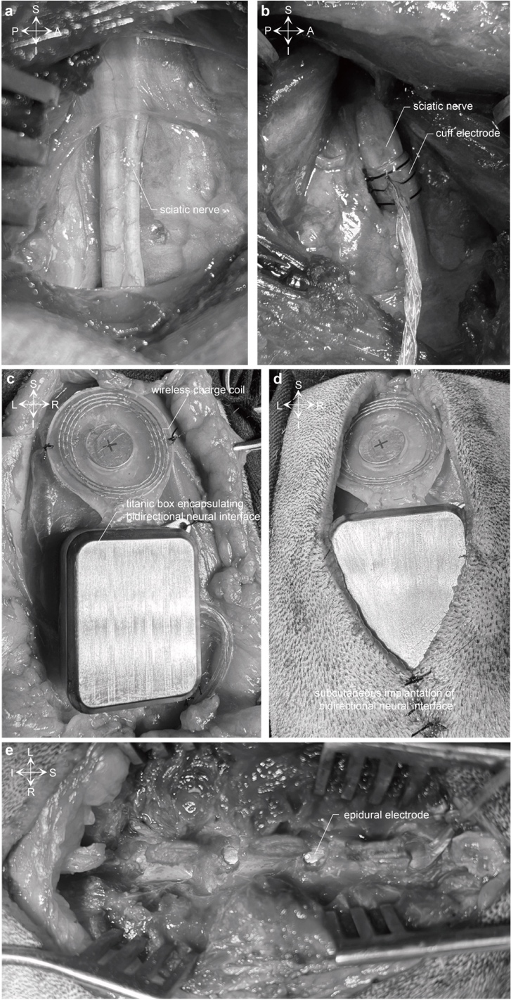 a
S
P A
I
sciatic nerve
b
S
P A
I
sciatic nerve
cuff electrode
c
S
L R
I
wireless charge coil
titanic box encapsulating
bidirectional neural interface
d
S
L R
I
subcutaneous implantation of
bidirectional neural interface
e
L
I S
R
epidural electrode